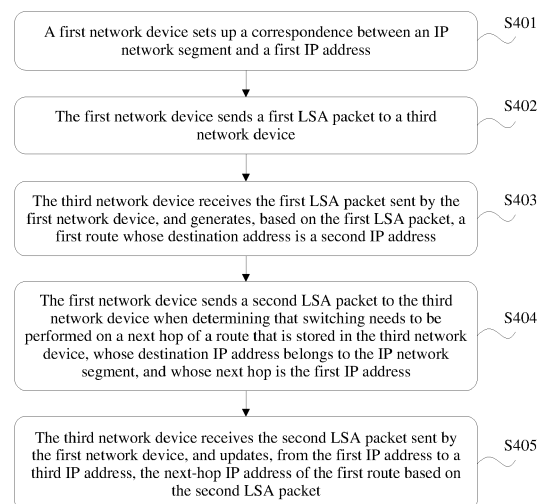 A first network device sets up a correspondence between an IP
network segment and a first IP address
S401
The first network device sends a first LSA packet to a third
network device
S402
The third network device receives the first LSA packet sent by the
first network device, and generates, based on the first LSA packet, a
first route whose destination address is a second IP address
S403
The first network device sends a second LSA packet to the third
network device when determining that switching needs to be
performed on a next hop of a route that is stored in the third network
device, whose destination IP address belongs to the IP network
segment, and whose next hop is the first IP address
S404
The third network device receives the second LSA packet sent by
the first network device, and updates, from the first IP address to a
third IP address, the next-hop IP address of the first route based on
the second LSA packet
S405